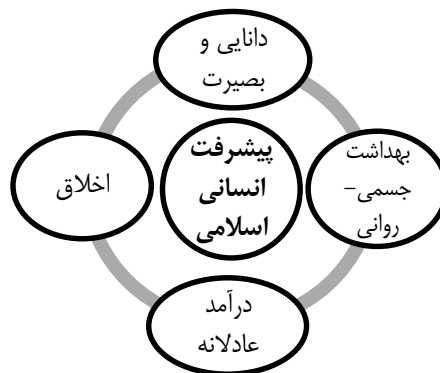 دانایی و
بصیرت
پیشرفت
انسانی
اسلامی
بهداشت
جسمی-
روانی
اخلاق
درآمد
عادلانه